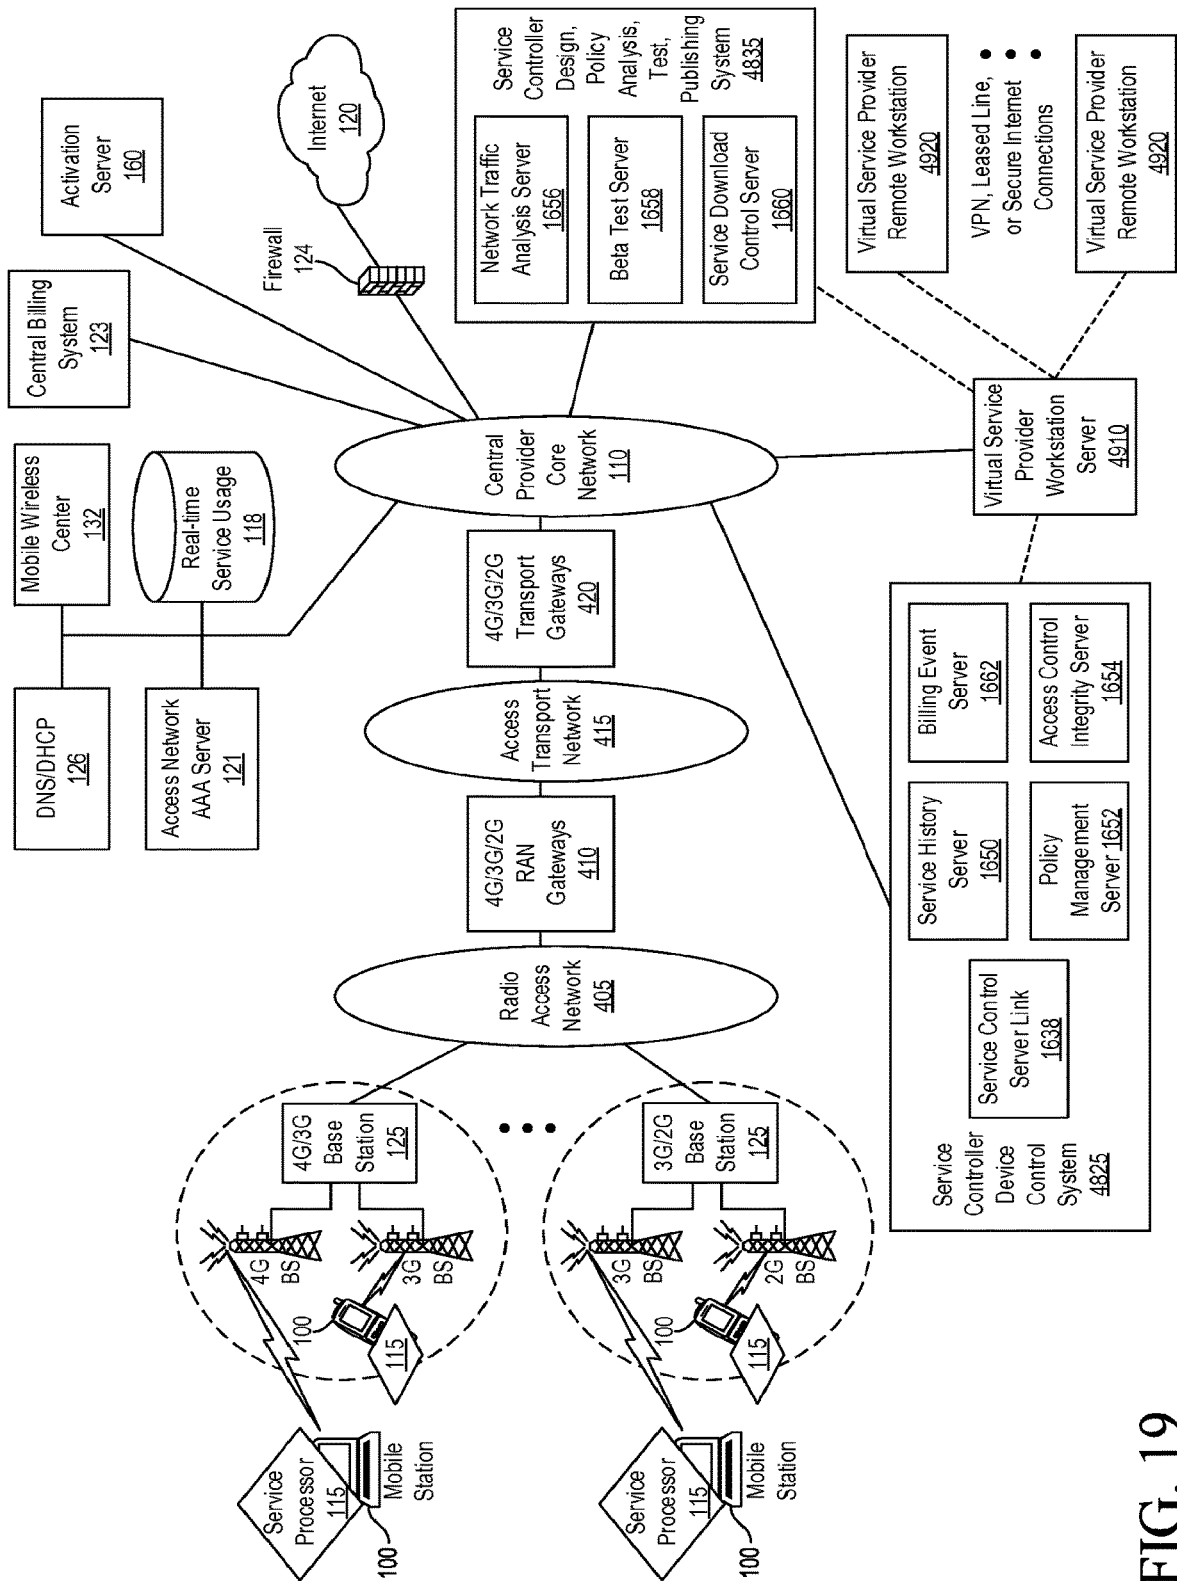 Service
Processor
115
100
Mobile
Station
100
115
4G
BS
3G
BS
4G/3G
Base
Station
125
Service
Processor
115
100
Mobile
Station
100
115
3G
BS
2G
BS
3G/2G
Base
Station
125
Radio
Access
Network
405
4G/3G/2G
RAN
Gateways
410
Access
Transport
Network
415
4G/3G/2G
Transport
Gateways
420
Central
Provider
Core
Network
110
DNS/DHCP
126
Mobile Wireless
Center
132
Access Network
AAA Server
121
Real-time
Service Usage
118
Central Billing
System
123
Activation
Server
160
Firewall
124
Internet
120
Network Traffic
Analysis Server
1656
Beta Test Server
1658
Service Download
Control Server
1660
Service
Controller
Design,
Policy
Analysis,
Test,
Publishing
System
4835
Virtual Service Provider
Remote Workstation
4920
VPN, Leased Line,
or Secure Internet
Connections
Virtual Service Provider
Remote Workstation
4920
Virtual Service
Provider
Workstation
Server
4910
Service
Controller
Device
Control
System
4825
Service Control
Server Link
1638
Service History
Server
1650
Billing Event
Server
1662
Policy
Management
Server 1652
Access Control
Integrity Server
1654
FIG. 19